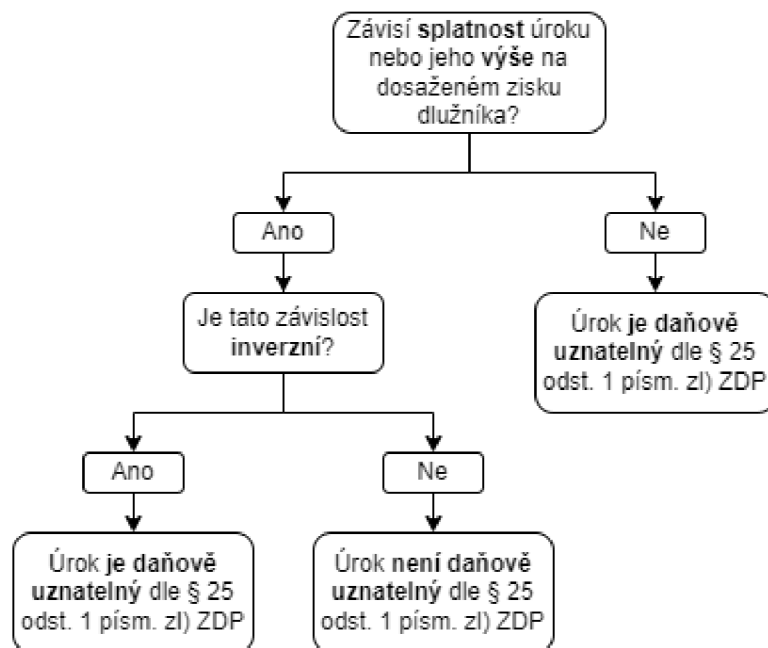 Závisí splatnost úroku
nebo jeho výše na
dosaženém zisku
dlužníka?
Ano
Ne
Je tato závislost
inverzní?
Úrok je daňově
uznatelný dle § 25
odst. 1 písm. zl) ZDP
Ano
Ne
Úrok je daňově
uznatelný dle § 25
odst. 1 písm. zl) ZDP
Úrok není daňově
uznatelný dle § 25
odst. 1 písm. zl) ZDP